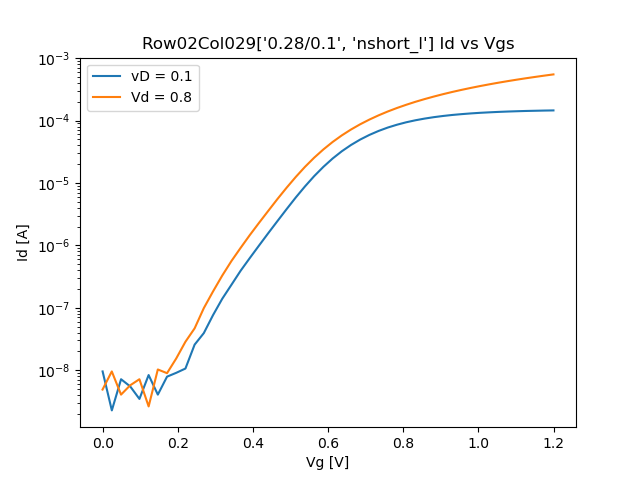 Row02Col029['0.28/0.1', 'nshort_l'] Id vs Vgs
vD = 0.1
Vd = 0.8
Id [A]
10⁻³
10⁻⁴
10⁻⁵
10⁻⁶
10⁻⁷
10⁻⁸
0.0 0.2 0.4 0.6 0.8 1.0 1.2
Vg [V]